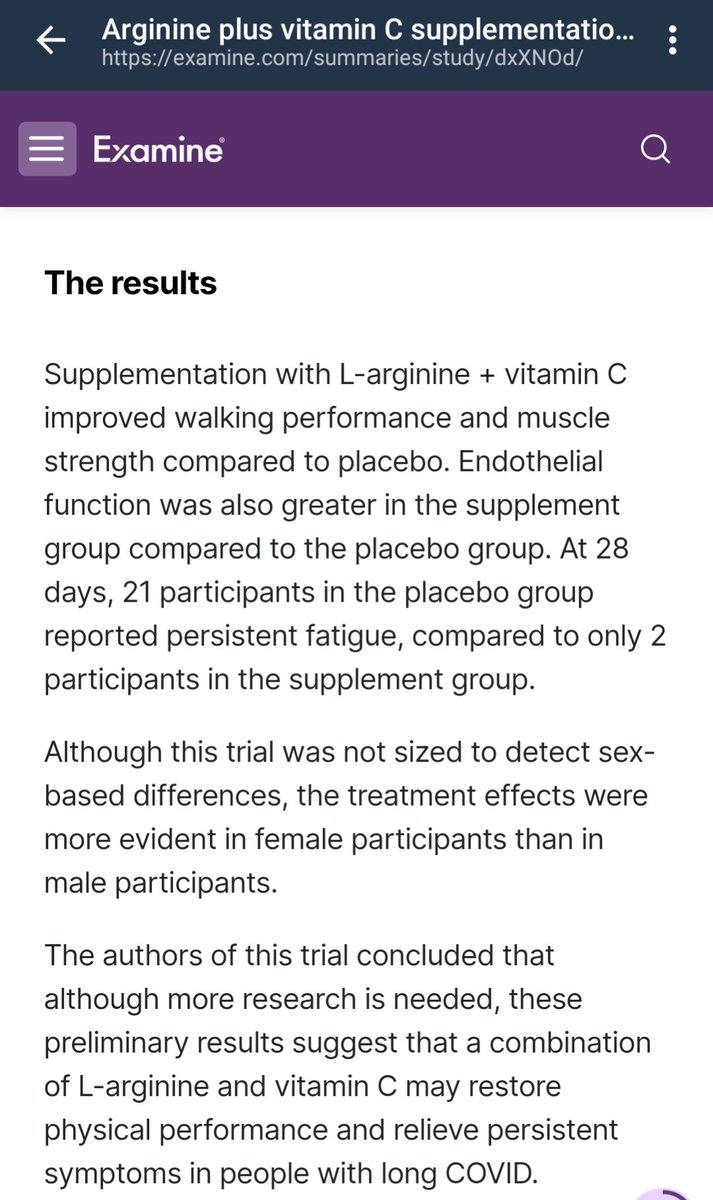 Arginine plus vitamin C supplementatio...
https://examine.com/summaries/study/dxXNOd/
Examine®
The results
Supplementation with L-arginine + vitamin C
improved walking performance and muscle
strength compared to placebo. Endothelial
function was also greater in the supplement
group compared to the placebo group. At 28
days, 21 participants in the placebo group
reported persistent fatigue, compared to only 2
participants in the supplement group.
Although this trial was not sized to detect sex-
based differences, the treatment effects were
more evident in female participants than in
male participants.
The authors of this trial concluded that
although more research is needed, these
preliminary results suggest that a combination
of L-arginine and vitamin C may restore
physical performance and relieve persistent
symptoms in people with long COVID.